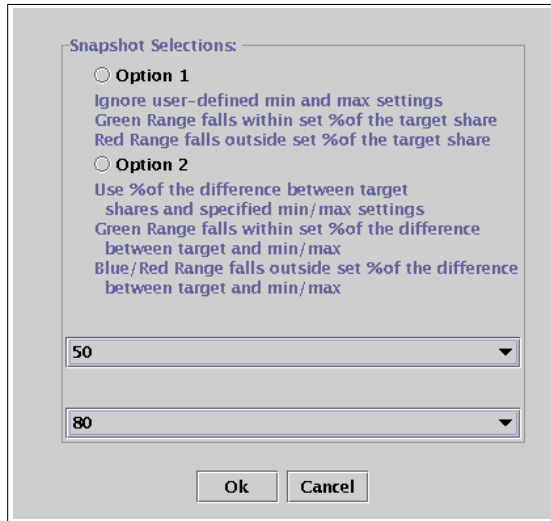 Snapshot Selections:
Option 1
Ignore user-defined min and max settings
Green Range falls within set %of the target share
Red Range falls outside set %of the target share
Option 2
Use %of the difference between target
shares and specified min/max settings
Green Range falls within set %of the difference
between target and min/max
Blue/Red Range falls outside set %of the difference
between target and min/max
50
80
Ok
Cancel